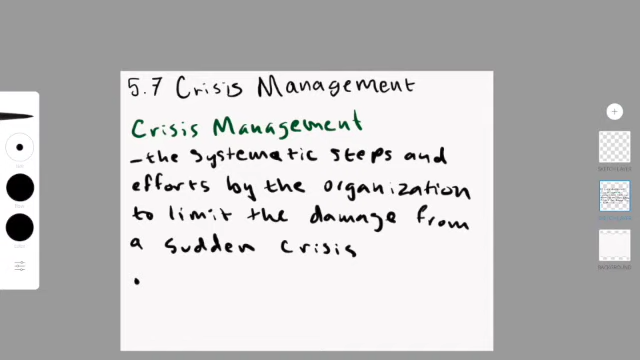 5.7 Crisis Management
Crisis Management
- the systematic steps and
efforts by the organization
to limit the damage from
a sudden crisis
•